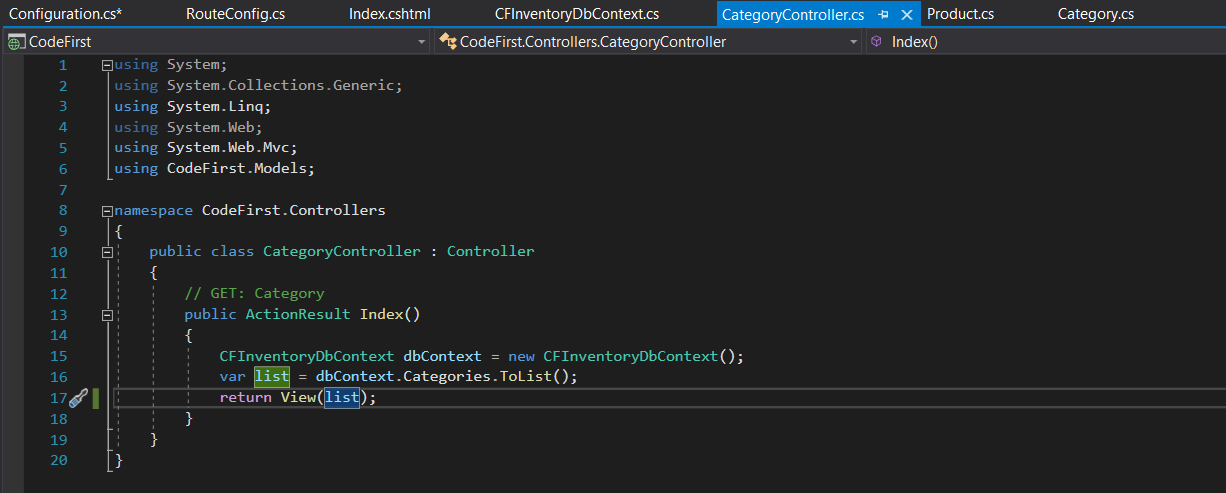 Configuration.cs* RouteConfig.cs Index.cshtml CFInventoryDbContext.cs CategoryController.cs Product.cs Category.cs
CodeFirst CodeFirst.Controllers.CategoryController Index()
1 using System;
2 using System.Collections.Generic;
3 using System.Linq;
4 using System.Web;
5 using System.Web.Mvc;
6 using CodeFirst.Models;
7
8 namespace CodeFirst.Controllers
9 {
10 public class CategoryController : Controller
11 {
12 // GET: Category
13 public ActionResult Index()
14 {
15 CFInventoryDbContext dbContext = new CFInventoryDbContext();
16 var list = dbContext.Categories.ToList();
17 return View(list);
18 }
19 }
20 }